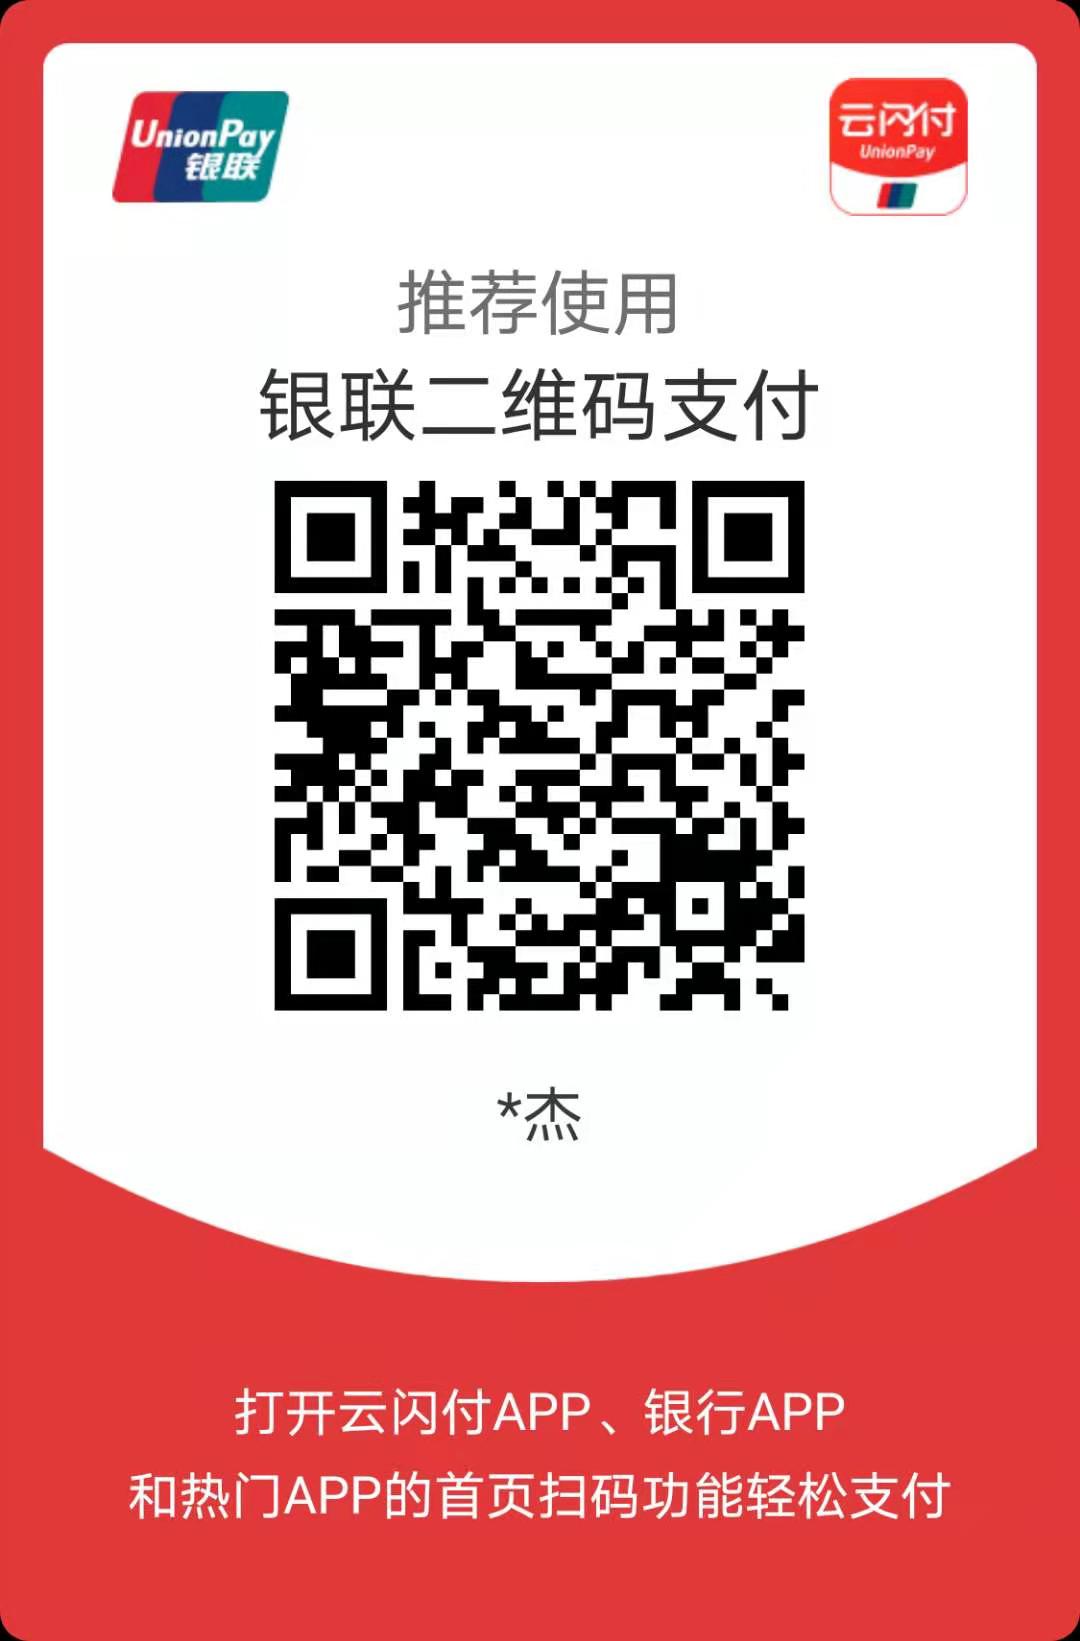 UnionPay
银联
云闪付
UnionPay
推荐使用
银联二维码支付
*杰
打开云闪付APP、银行APP
和热门APP的首页扫码功能轻松支付